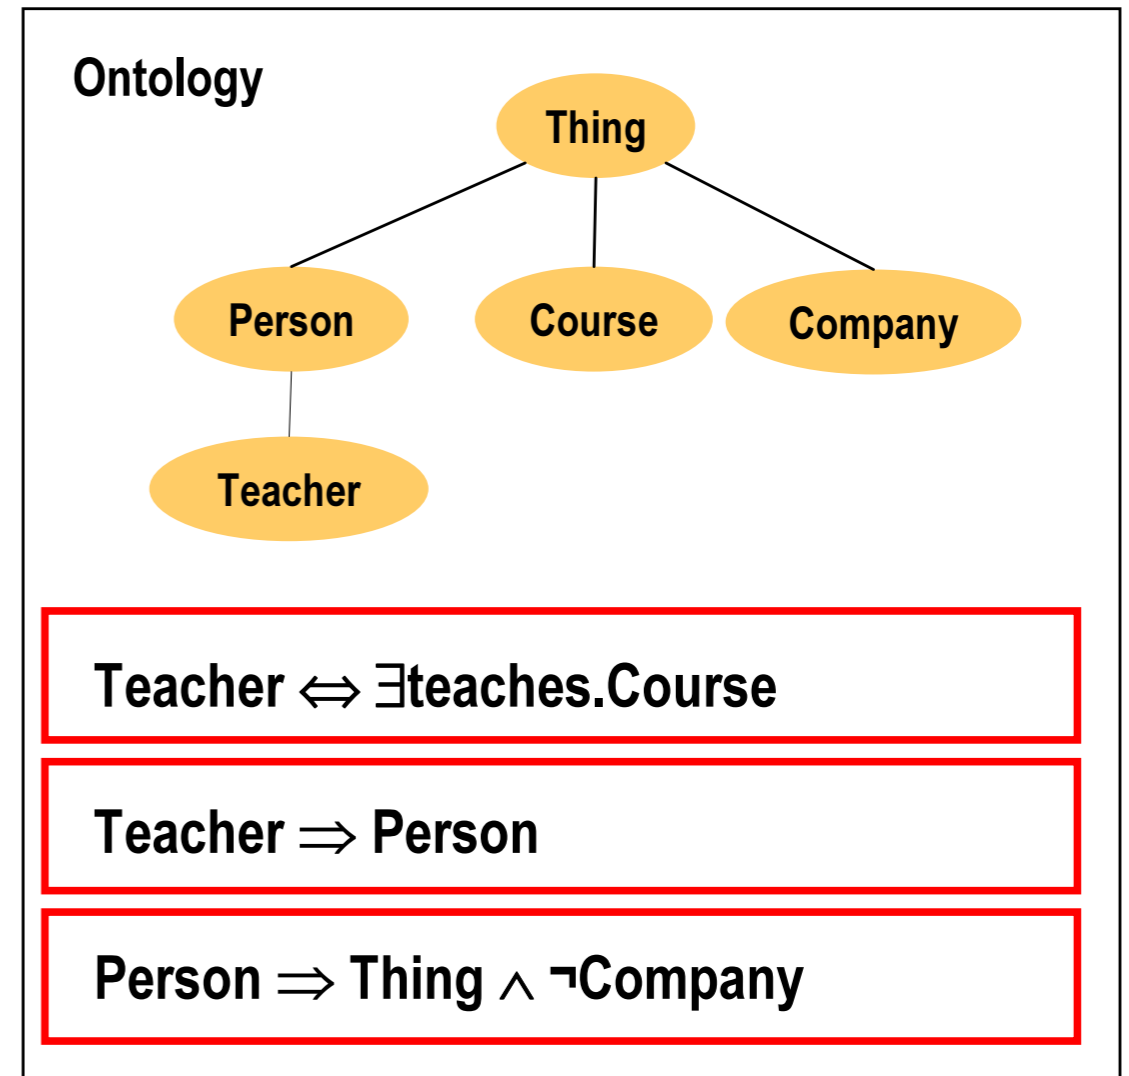 Ontology
Thing
Person
Course
Company
Teacher
Teacher ⇔ ∃teaches.Course
Teacher ⇒ Person
Person ⇒ Thing ∧ ¬Company